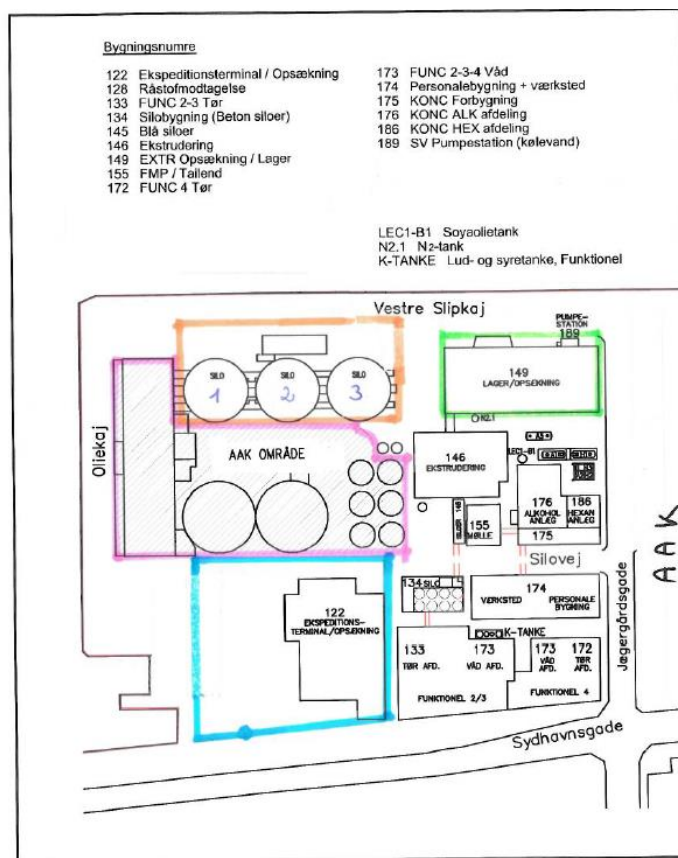 Bygningsnumre
122 Ekspeditionsterminal / Opsækning
128 Råstofmodtagelse
133 FUNC 2-3 Tør
134 Silobygning (Beton siloer)
145 Blå siloer
146 Ekstrudering
149 EXTR Opsækning / Lager
155 FMP / Tailend
172 FUNC 4 Tør
173 FUNC 2-3-4 Våd
174 Personalebygning + værksted
175 KONC Forbygning
176 KONC ALK afdeling
186 KONC HEX afdeling
189 SV Pumpestation (kølevand)
LEC1-B1 Soyaolietank
N2.1 N2-tank
K-TANKE Lud- og syretanke, Funktionel
Vestre Slipkaj
PUMPE-
STATION
189
SILO
1
SILO
2
SILO
3
149
LAGER/OPSÆKNING
N2.1
Oliekaj
AAK OMRÅDE
146
EKSTRUDERING
LEC1-B1
176
ALKOHOL
ANLÆG
186
HEXAN
ANLÆG
155
MØLLE
175
Silovej
AAK
Jægergårdsgade
134 SILO
174
VÆRKSTED
PERSONALE
BYGNING
122
EKSPEDITIONS-
TERMINAL/OPSÆKNING
K-TANKE
133
TØR AFD.
173
VÅD AFD.
173
VÅD
AFD.
172
TØR
AFD.
FUNKTIONEL 2/3
FUNKTIONEL 4
Sydhavnsgade